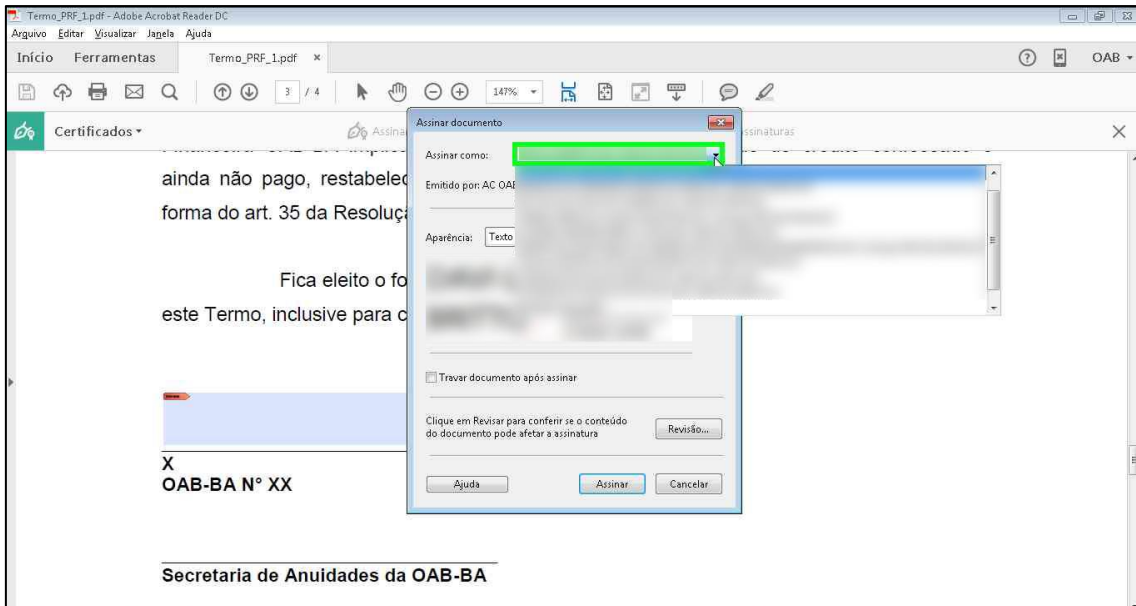 Termo_PRF_1.pdf - Adobe Acrobat Reader DC
Arquivo Editar Visualizar Janela Ajuda
Início Ferramentas Termo_PRF_1.pdf × OAB
3 / 4 147%
Certificados Assina ssinaturas
Assinar documento
Assinar como:
ainda não pago, restabelec
Emitido por: AC OAB
forma do art. 35 da Resoluçã
Aparência: Texto
Fica eleito o fo
este Termo, inclusive para c
Travar documento após assinar
Clique em Revisar para conferir se o conteúdo
do documento pode afetar a assinatura
Revisão...
X
OAB-BA N° XX
Ajuda Assinar Cancelar
Secretaria de Anuidades da OAB-BA